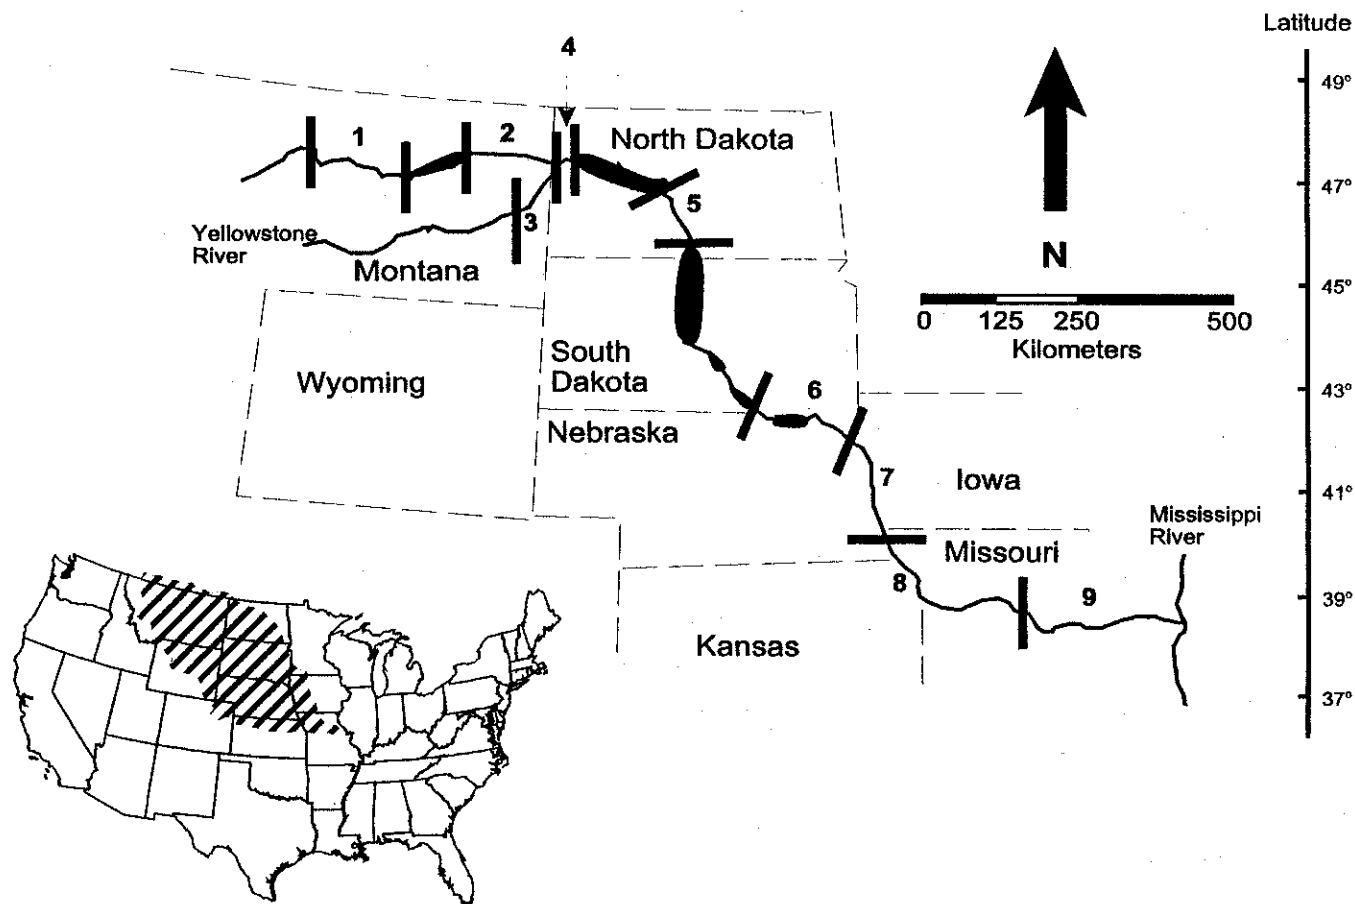 Latitude
4
49°
1
2
North Dakota
47°
5
3
Yellowstone
River
Montana
N
45°
0 125 250 500
Kilometers
South
Dakota
Wyoming
6
43°
Nebraska
7
Iowa
41°
Mississippi
River
Missouri
8
9
39°
Kansas
37°